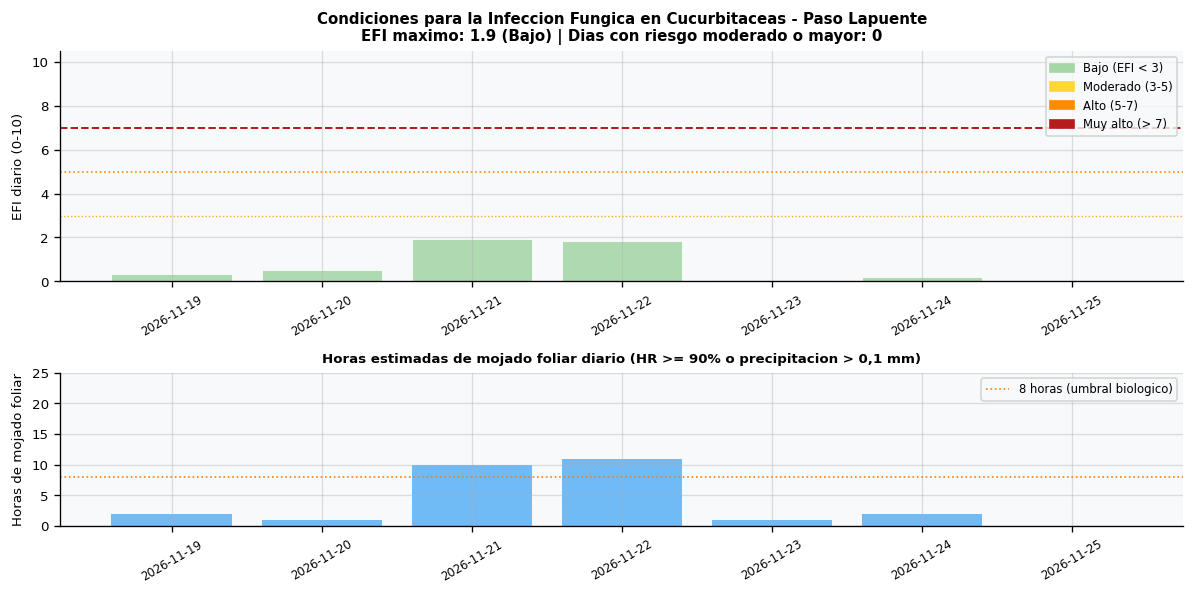 Condiciones para la Infeccion Fungica en Cucurbitaceas - Paso Lapuente
EFI maximo: 1.9 (Bajo) | Dias con riesgo moderado o mayor: 0
EFI diario (0-10)
10
8
6
4
2
0
Bajo (EFI < 3)
Moderado (3-5)
Alto (5-7)
Muy alto (> 7)
2026-11-19
2026-11-20
2026-11-21
2026-11-22
2026-11-23
2026-11-24
2026-11-25
Horas estimadas de mojado foliar diario (HR >= 90% o precipitacion > 0,1 mm)
Horas de mojado foliar
25
20
15
10
5
0
8 horas (umbral biologico)
2026-11-19
2026-11-20
2026-11-21
2026-11-22
2026-11-23
2026-11-24
2026-11-25